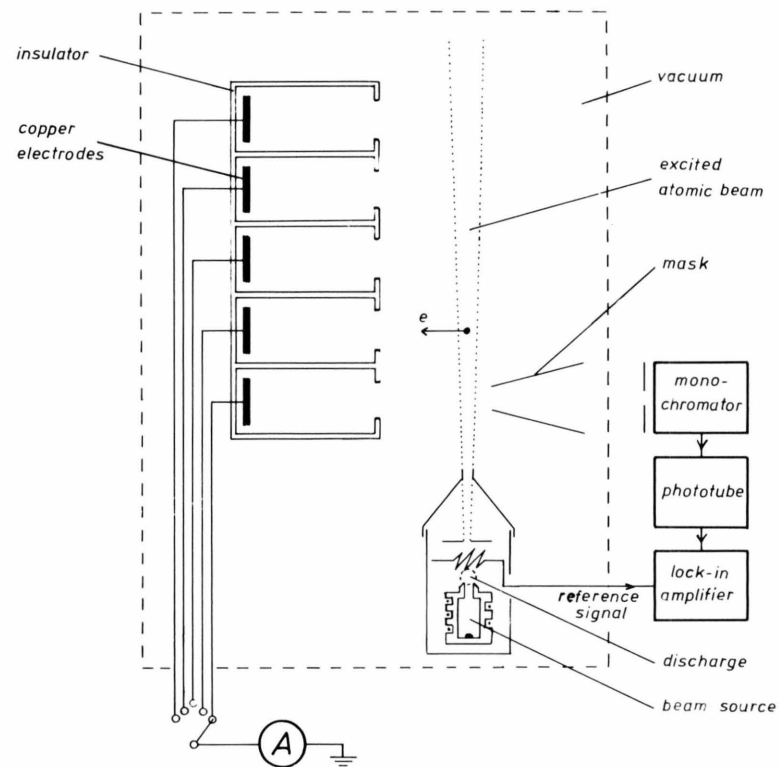 insulator
copper
electrodes
vacuum
excited
atomic beam
mask
e
mono-
chromator
phototube
lock-in
amplifier
reference
signal
discharge
beam source
A